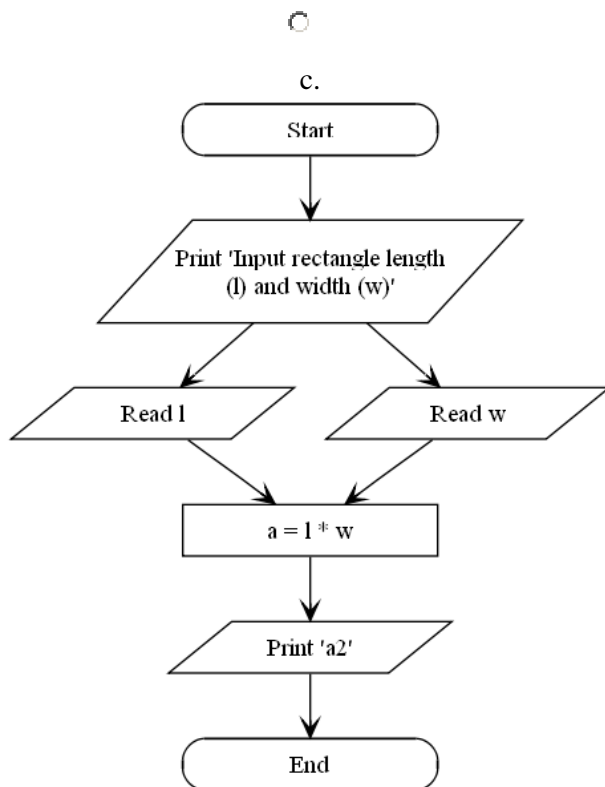 c.
Start
Print 'Input rectangle length
(l) and width (w)'
Read l
Read w
a = l * w
Print 'a2'
End